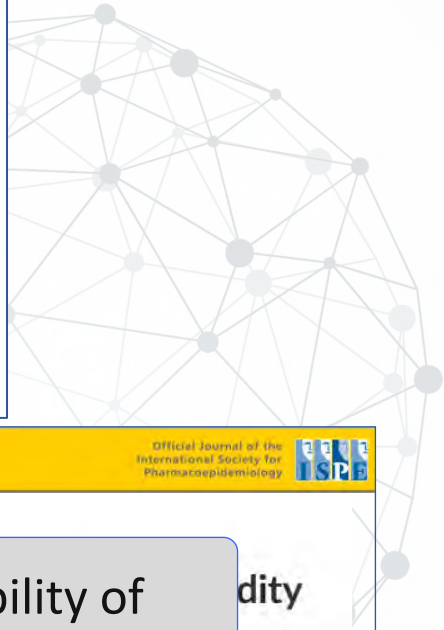 Official Journal of the
International Society for
Pharmacoepidemiology
ISPE
bility of
dity